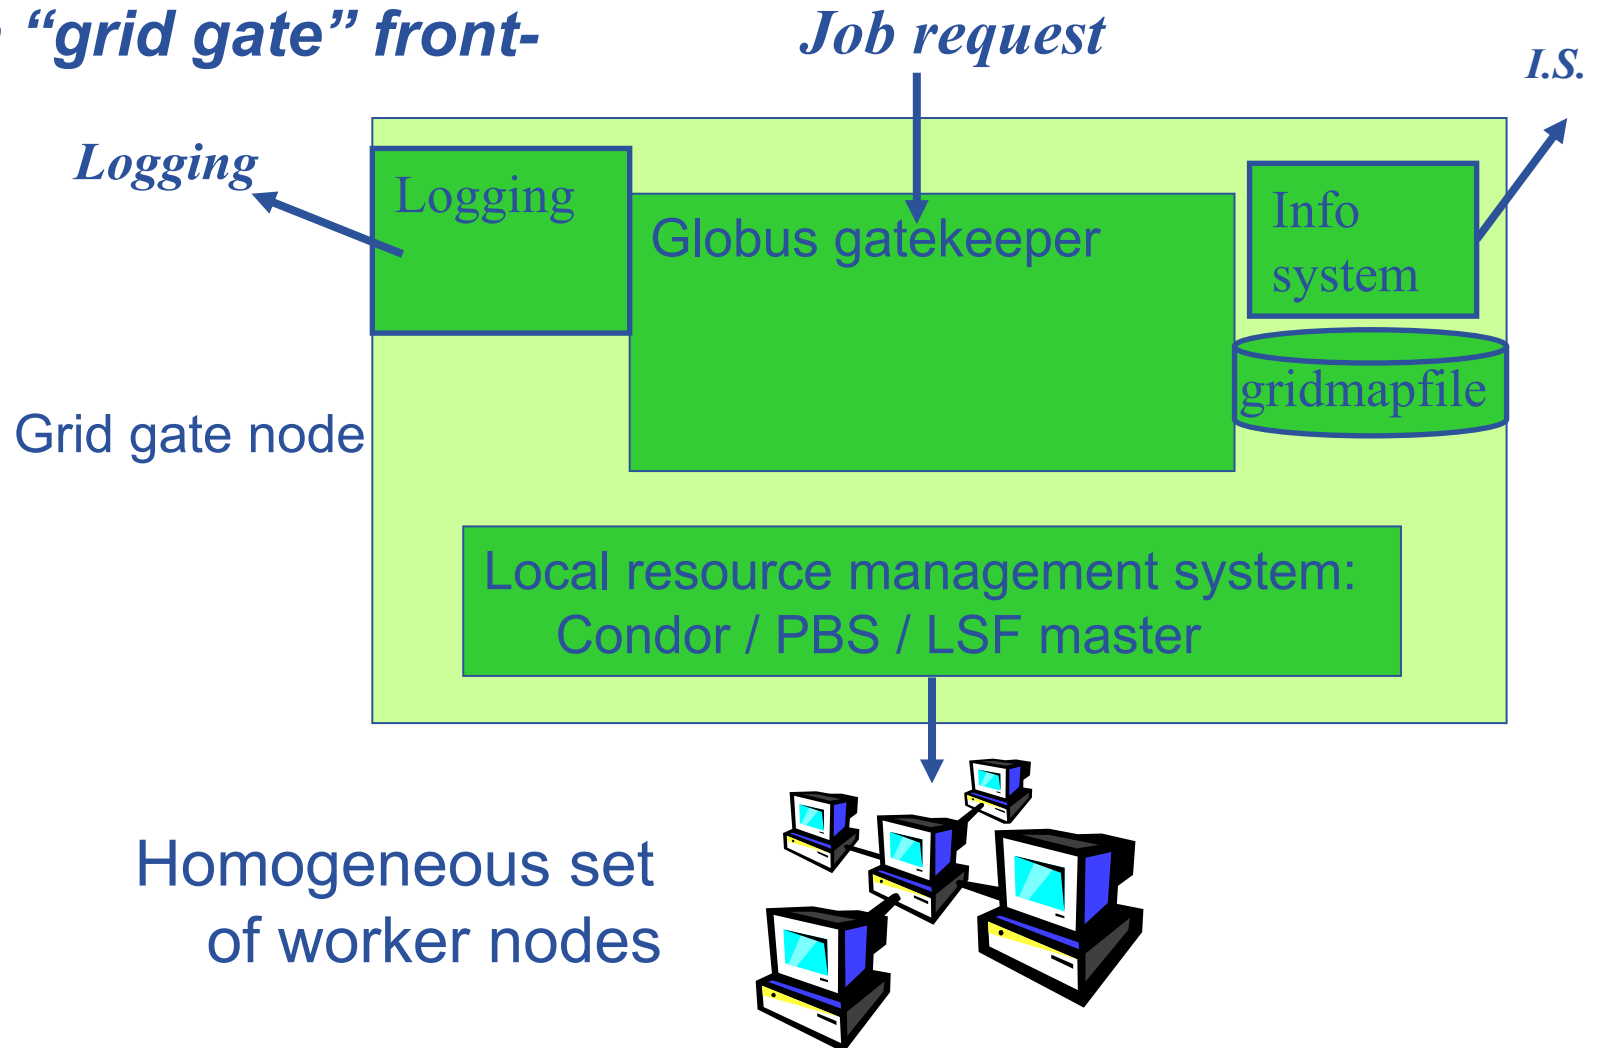 “grid gate” front-
Job request
I.S.
Logging
Logging
Globus gatekeeper
Info
system
gridmapfile
Grid gate node
Local resource management system:
Condor / PBS / LSF master
Homogeneous set
of worker nodes